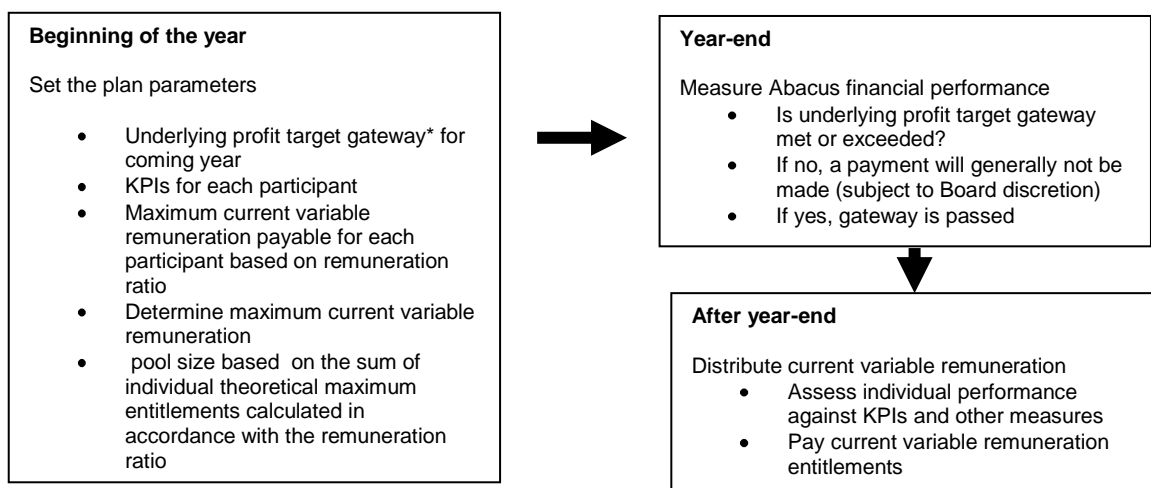 Beginning of the year
Set the plan parameters
• Underlying profit target gateway* for
coming year
• KPIs for each participant
• Maximum current variable
remuneration payable for each
participant based on remuneration
ratio
• Determine maximum current variable
remuneration
• pool size based on the sum of
individual theoretical maximum
entitlements calculated in
accordance with the remuneration
ratio
Year-end
Measure Abacus financial performance
• Is underlying profit target gateway
met or exceeded?
• If no, a payment will generally not be
made (subject to Board discretion)
• If yes, gateway is passed
After year-end
Distribute current variable remuneration
• Assess individual performance
against KPIs and other measures
• Pay current variable remuneration
entitlements